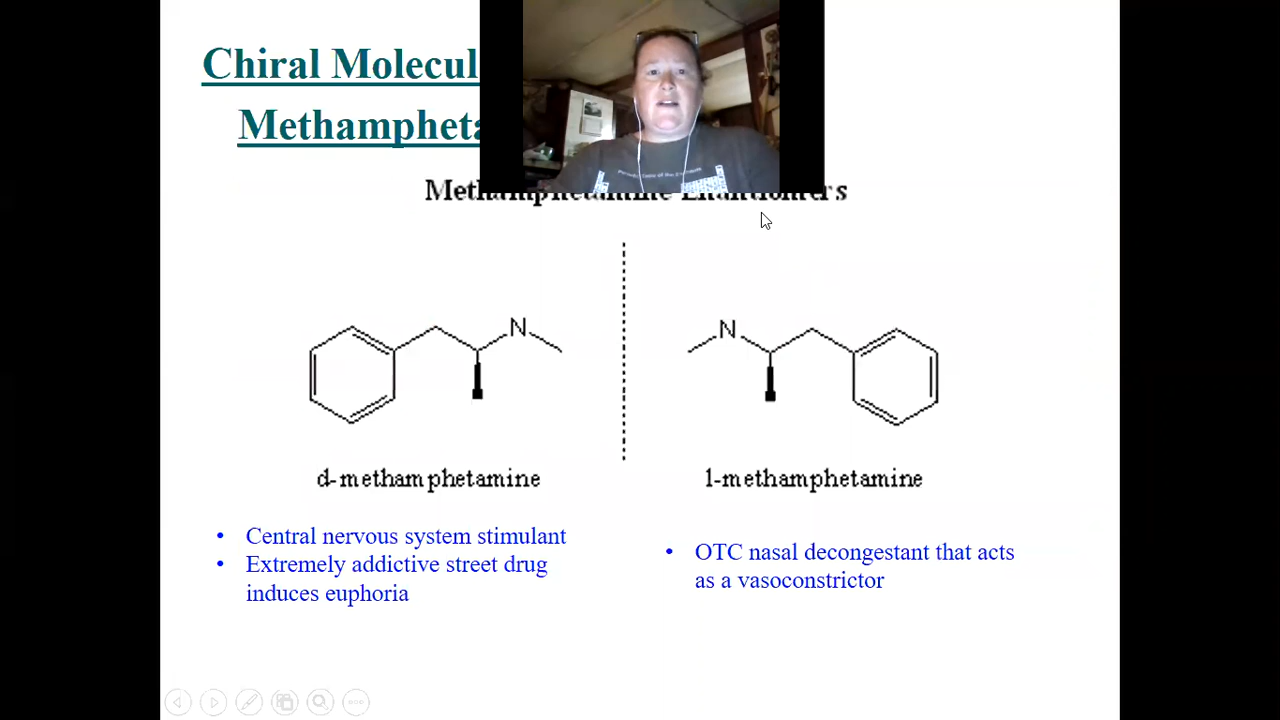 Chiral Molecul
Methampheta
Methamphetamine Enantiomers
N
N
d-methamphetamine
l-methamphetamine
• Central nervous system stimulant
• Extremely addictive street drug
induces euphoria
• OTC nasal decongestant that acts
as a vasoconstrictor